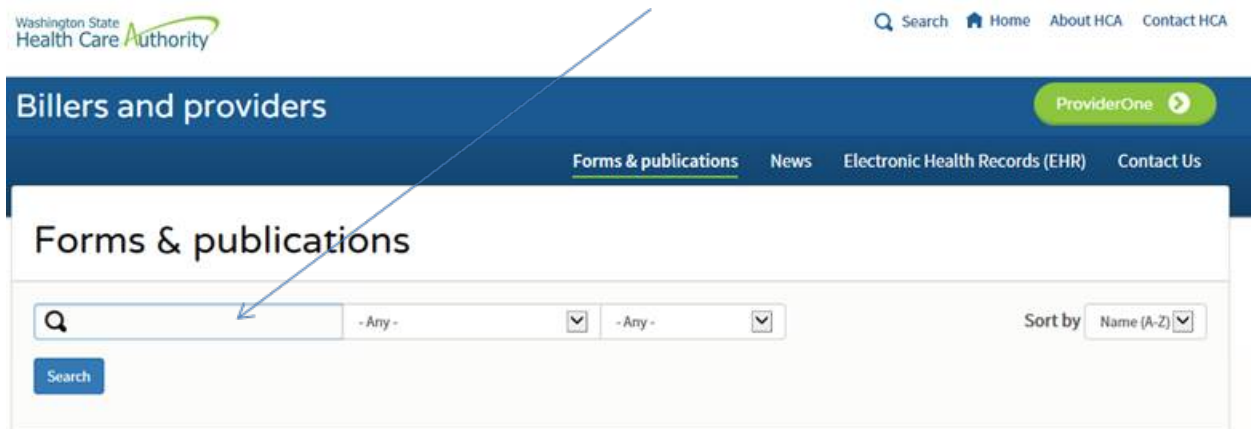 Washington State
Health Care Authority
Search Home About HCA Contact HCA
Billers and providers
ProviderOne
Forms & publications News Electronic Health Records (EHR) Contact Us
Forms & publications
- Any - - Any - Sort by Name (A-Z)
Search